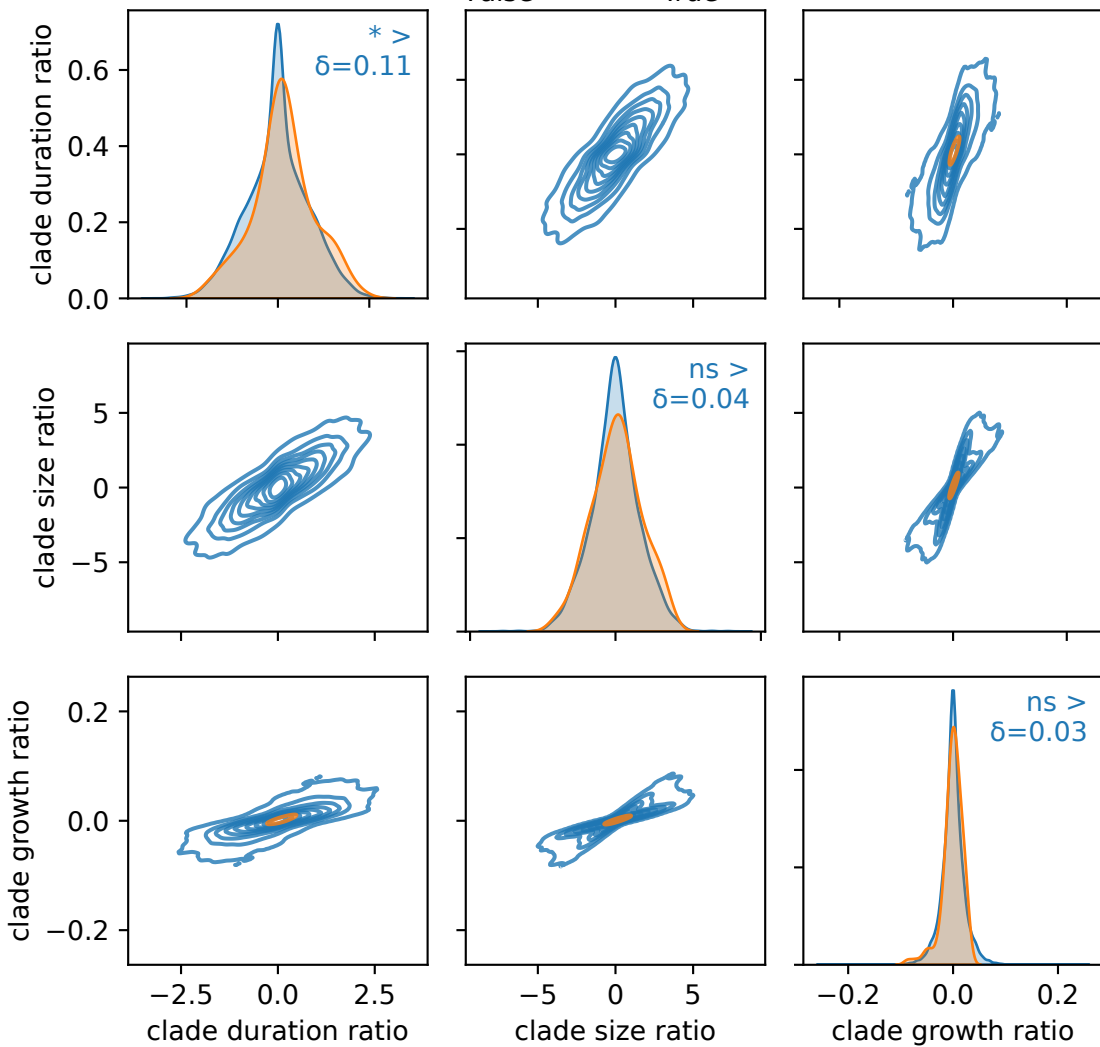 clade duration ratio
0.6
0.4
0.2
0.0
* >
δ=0.11
clade size ratio
5
0
−5
ns >
δ=0.04
clade growth ratio
0.2
0.0
−0.2
ns >
δ=0.03
−2.5 0.0 2.5
−5 0 5
−0.2 0.0 0.2
clade duration ratio
clade size ratio
clade growth ratio